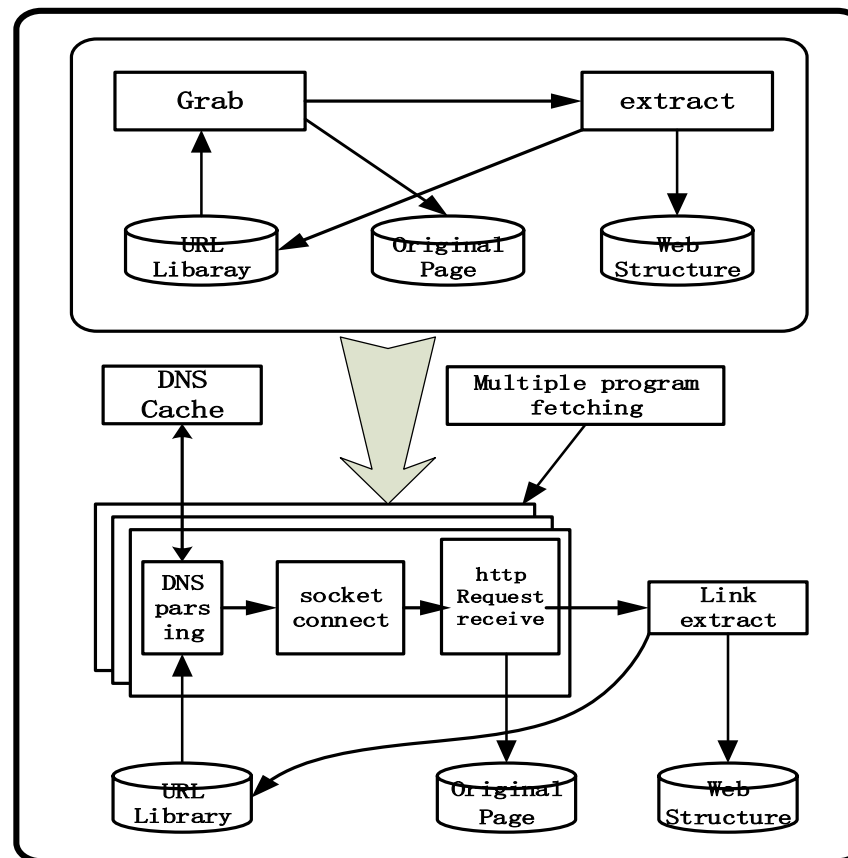 Grab
extract
URL
Libaray
Original
Page
Web
Structure
DNS
Cache
Multiple program
fetching
DNS
pars
ing
socket
connect
http
Request
receive
Link
extract
URL
Library
Original
Page
Web
Structure